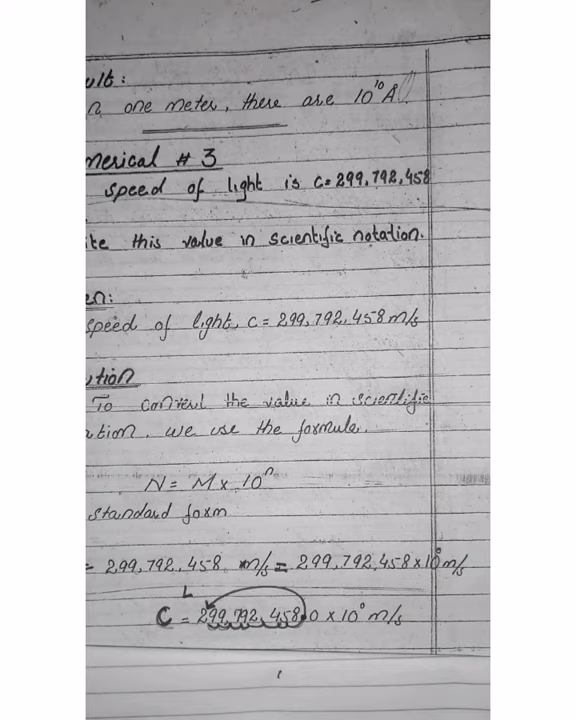 ult:
n one meter, there are 10¹⁰A
merical # 3
speed of light is c=299,792,458
ite this value in scientific notation.
en:
speed of light, c = 299,792,458 m/s
ution
To convert the value in scientific
ation. we use the formula.
N = M x 10ⁿ
standard form
= 299,792,458 m/s = 299,792,458 x 10⁰ m/s
C = 299,792,458.0 x 10⁰ m/s